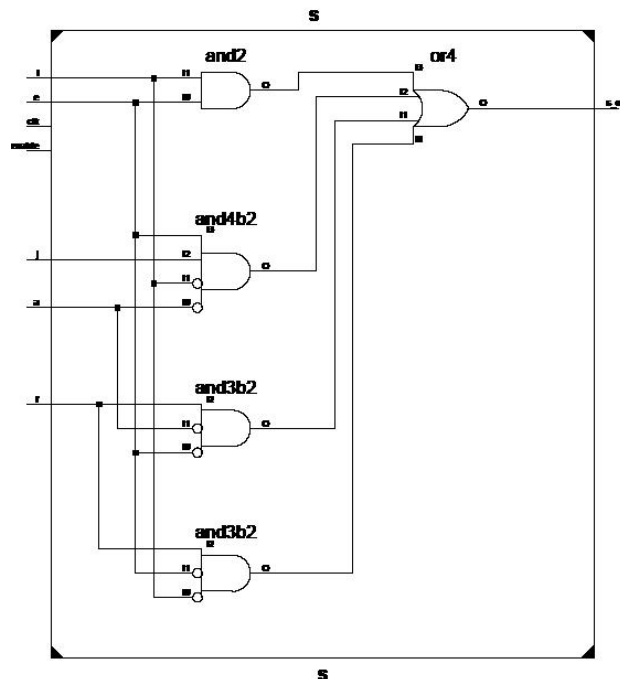 s
and2
or4
I1
I0
O
I3
I2
I1
I0
O
e
clk
enable
and4b2
I3
I2
I1
I0
O
j
a
and3b2
I2
I1
I0
O
r
and3b2
I2
I1
I0
O
s